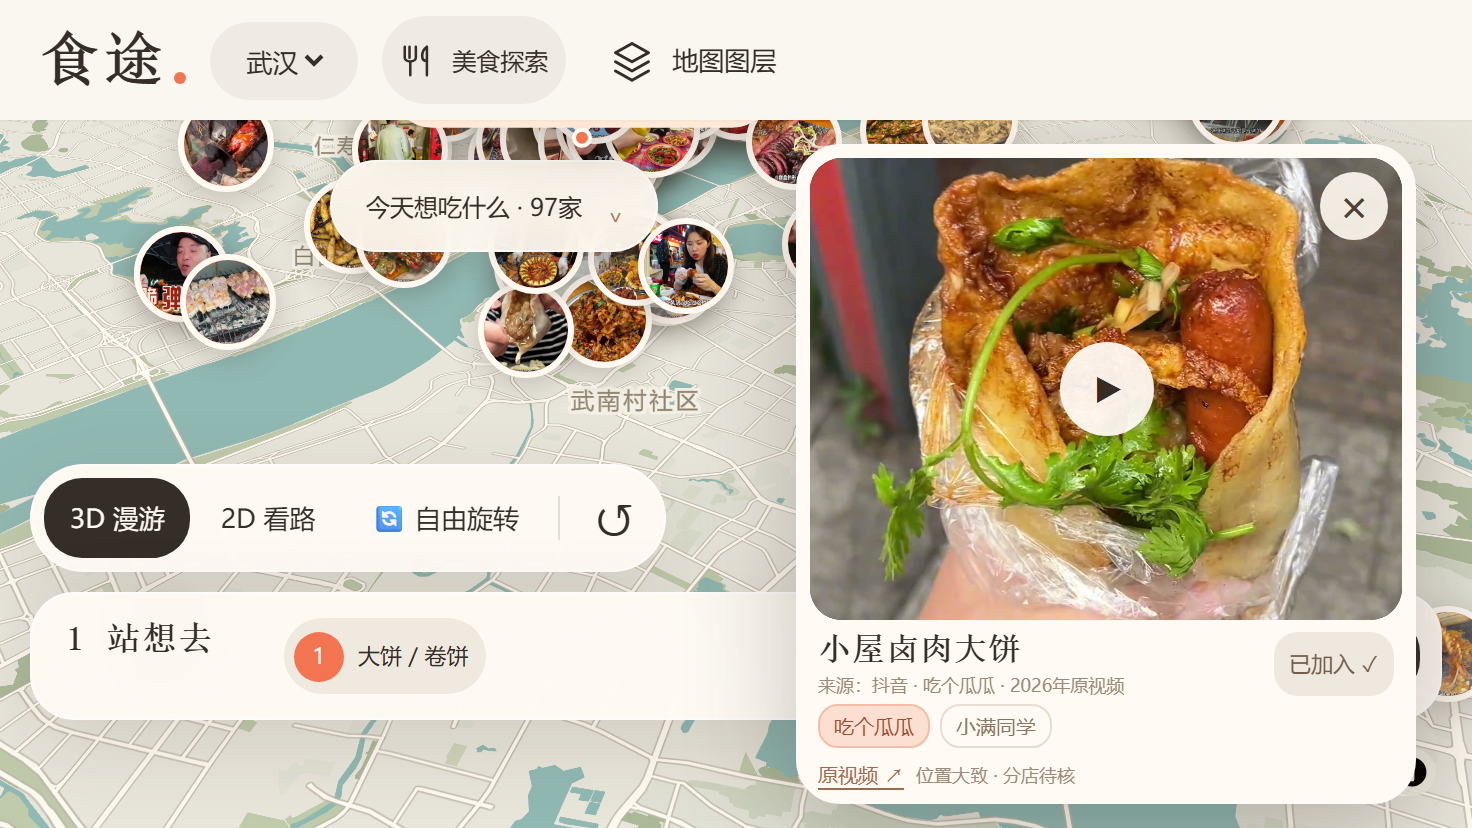 食途.
武汉
美食探索
地图图层
仁寿
今天想吃什么 · 97家
白
武南村社区
3D 漫游
2D 看路
自由旋转
1 站想去
1 大饼 / 卷饼
小屋卤肉大饼
已加入 ✓
来源：抖音 · 吃个瓜瓜 · 2026年原视频
吃个瓜瓜
小满同学
原视频 ↗
位置大致 · 分店待核